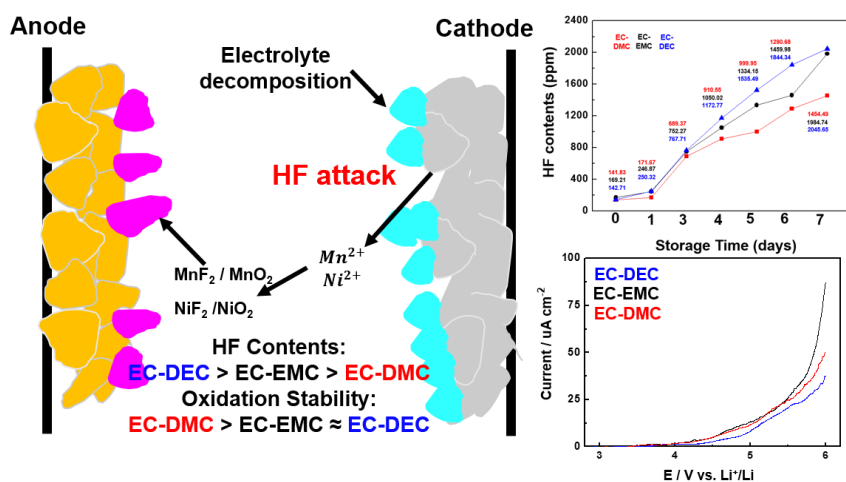 Anode
Cathode
Electrolyte
decomposition
HF attack
Mn²⁺
Ni²⁺
MnF₂ / MnO₂
NiF₂ /NiO₂
HF Contents:
EC-DEC > EC-EMC > EC-DMC
Oxidation Stability:
EC-DMC > EC-EMC ≈ EC-DEC
HF contents (ppm)
2400
2000
1600
1200
800
400
0
EC-
DMC
EC-
EMC
EC-
DEC
141.83
169.21
142.71
171.67
246.87
250.32
689.37
752.27
767.71
910.55
1050.02
1172.77
999.95
1334.15
1535.49
1290.68
1459.98
1844.34
1454.43
1984.74
2045.65
0 1 3 4 5 6 7
Storage Time (days)
Current / uA cm⁻²
100
75
50
25
0
EC-DEC
EC-EMC
EC-DMC
3 4 5 6
E / V vs. Li⁺/Li